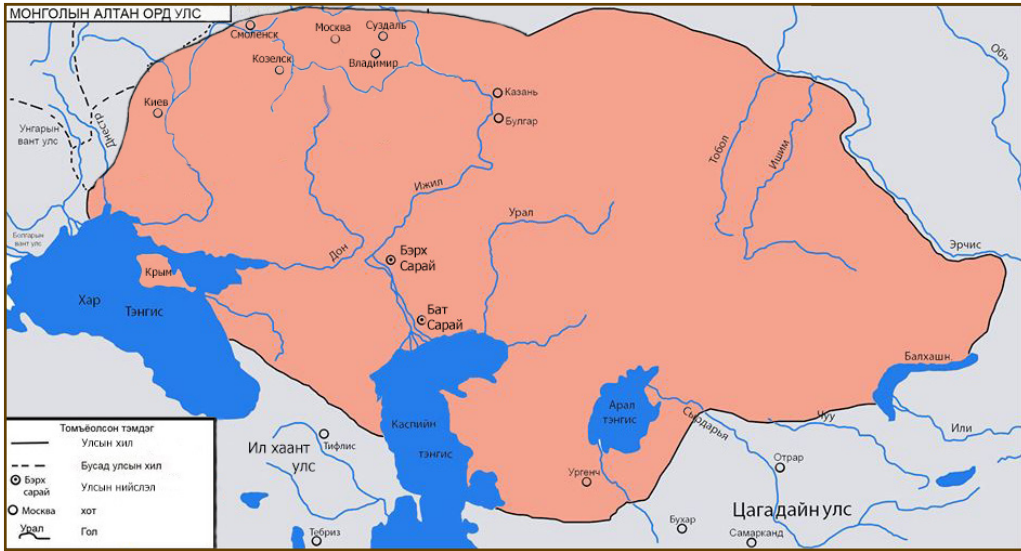 МОНГОЛЫН АЛТАН ОРД УЛС
Смоленск
Москва
Суздаль
Владимир
Козелск
Обь
Киев
Казань
Булгар
Днестр
Унгарын
вант улс
Тобол
Ишим
Ижил
Урал
Болгарын
вант улс
Дон
Эрчис
Бэрх
Сарай
Крым
Хар
Тэнгис
Бат
Сарай
Балхашн.
Арал
тэнгис
Сырдарья
Чуу
Или
Каспийн
тэнгис
Ил хаант
улс
Тифлис
Отрар
Ургенч
Цагадайн улс
Бухар
Самарканд
Тебриз
Томъёолсон тэмдэг
Улсын хил
Бусад улсын хил
Бэрх
сарай
Улсын нийслэл
Москва
хот
Урал
Гол